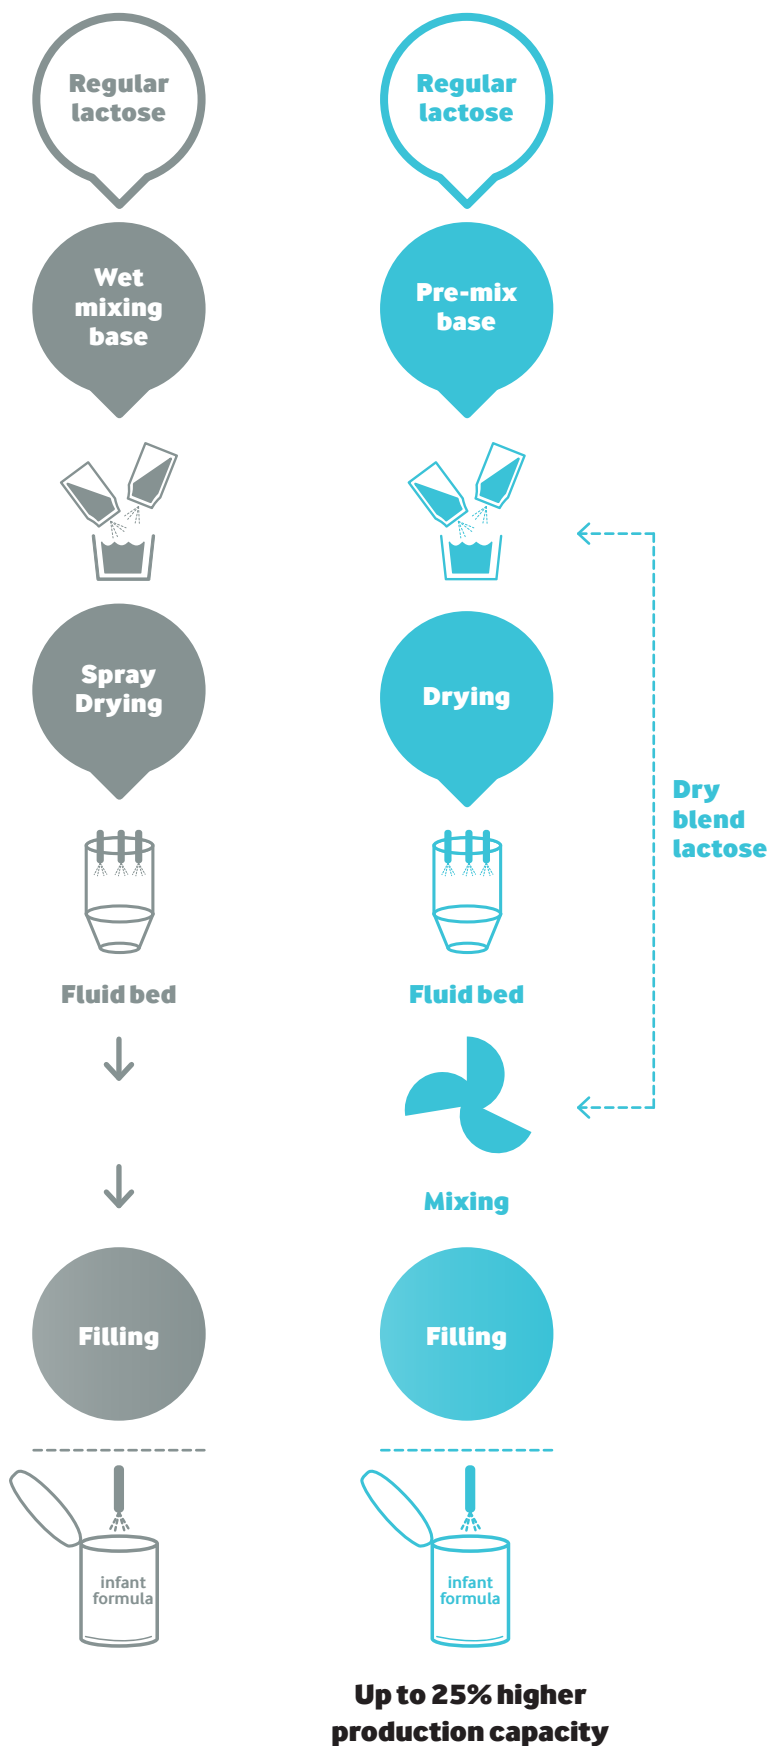 Regular
lactose
Wet
mixing
base
Spray
Drying
Fluid bed
Filling
infant
formula
Regular
lactose
Pre-mix
base
Drying
Fluid bed
Mixing
Filling
infant
formula
Dry
blend
lactose
Up to 25% higher
production capacity